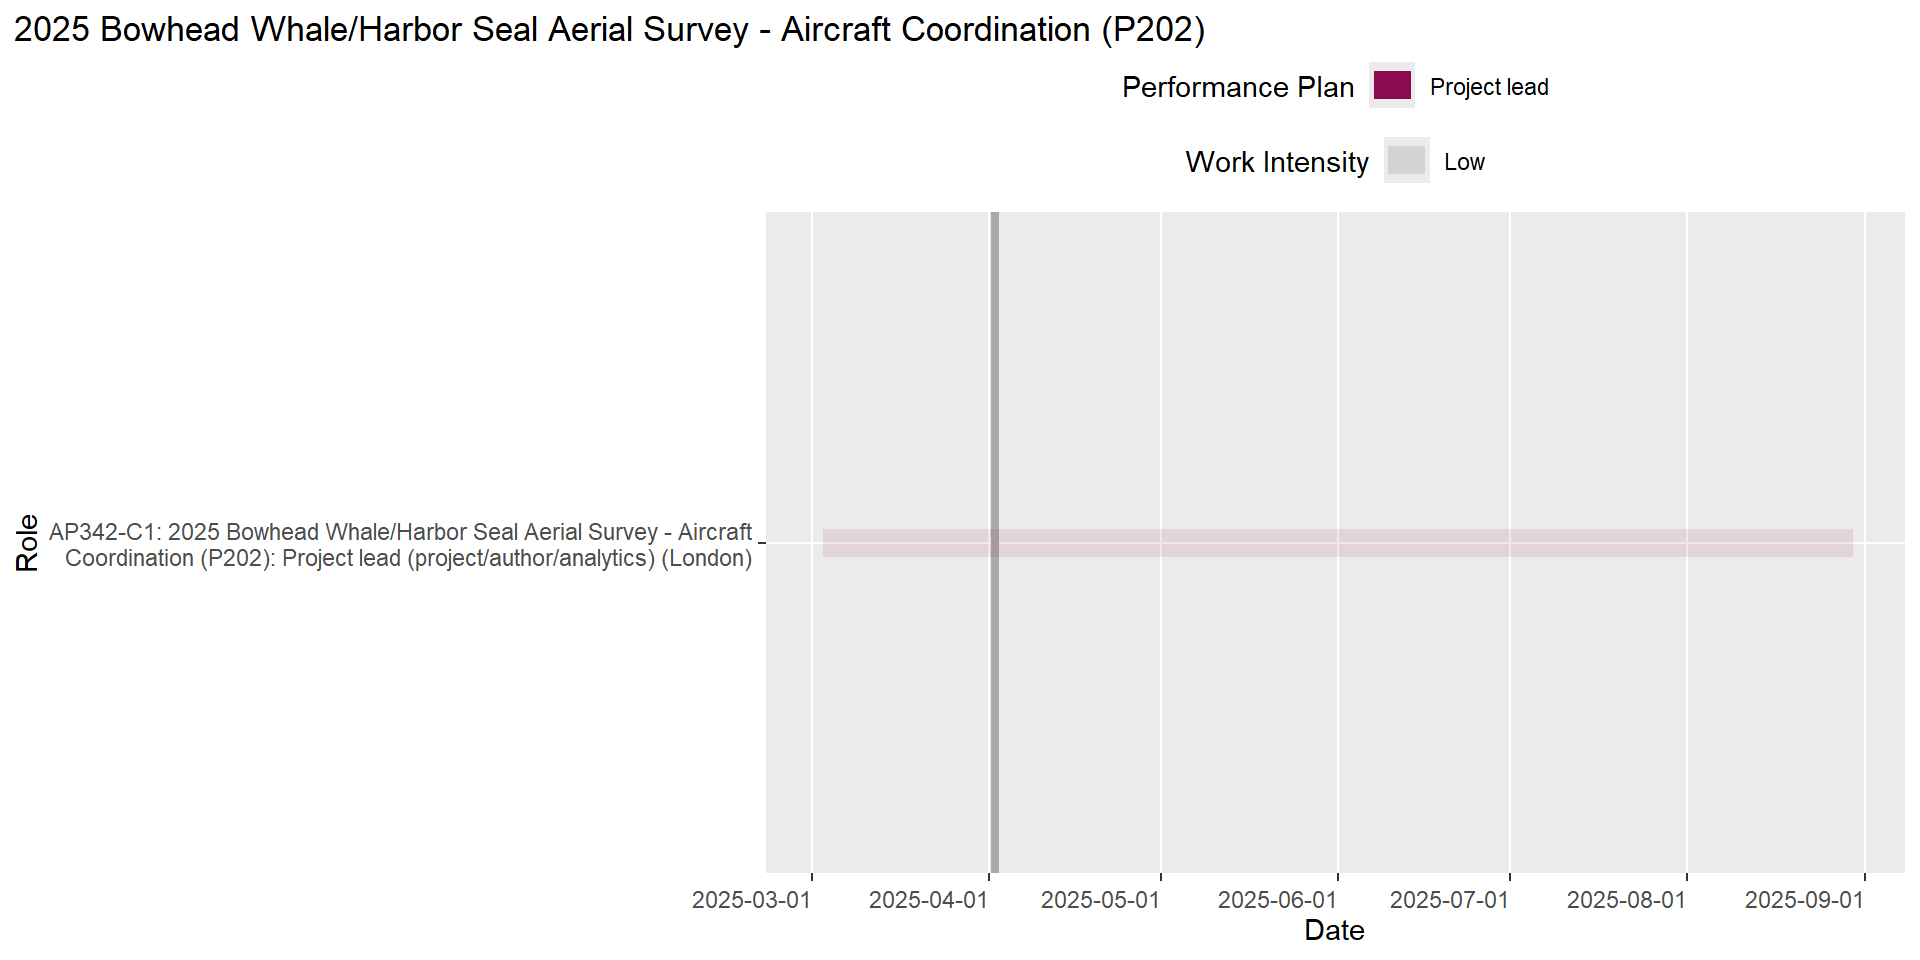 2025 Bowhead Whale/Harbor Seal Aerial Survey - Aircraft Coordination (P202)
Performance Plan
Project lead
Work Intensity
Low
Role
AP342-C1: 2025 Bowhead Whale/Harbor Seal Aerial Survey - Aircraft
Coordination (P202): Project lead (project/author/analytics) (London)
2025-03-01
2025-04-01
2025-05-01
2025-06-01
2025-07-01
2025-08-01
2025-09-01
Date